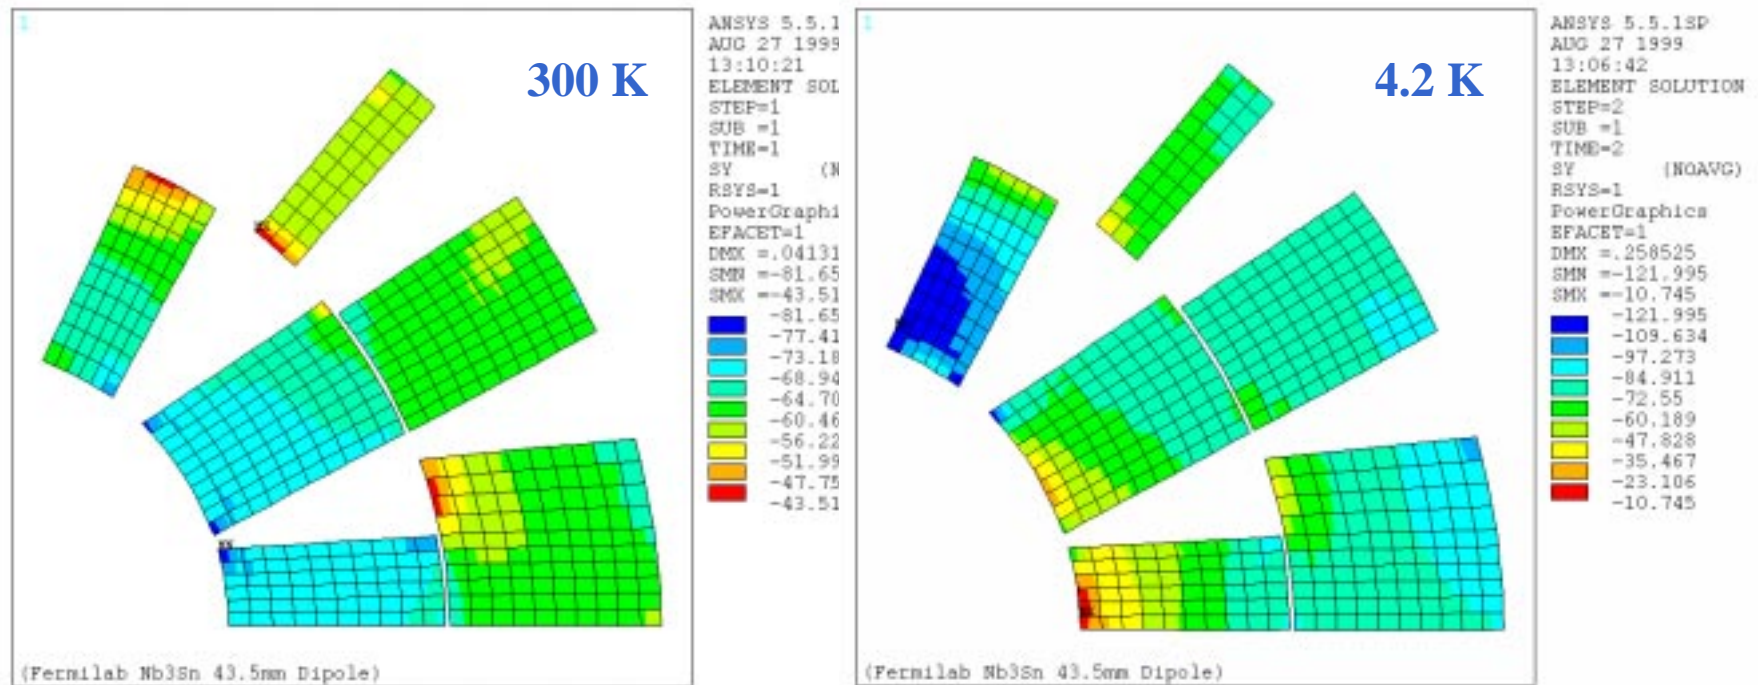 1
300 K
ANSYS 5.5.1
AUG 27 1999
13:10:21
ELEMENT SOL
STEP=1
SUB =1
TIME=1
SY (N
RSYS=1
PowerGraphi
EFACET=1
DMX =.04131
SMN =-81.65
SMX =-43.51
-81.65
-77.41
-73.18
-68.94
-64.70
-60.46
-56.22
-51.99
-47.75
-43.51
(Fermilab Nb3Sn 43.5mm Dipole)
1
4.2 K
ANSYS 5.5.1SP
AUG 27 1999
13:06:42
ELEMENT SOLUTION
STEP=2
SUB =1
TIME=2
SY (NOAVG)
RSYS=1
PowerGraphics
EFACET=1
DMX =.258525
SMN =-121.995
SMX =-10.745
-121.995
-109.634
-97.273
-84.911
-72.55
-60.189
-47.828
-35.467
-23.106
-10.745
(Fermilab Nb3Sn 43.5mm Dipole)